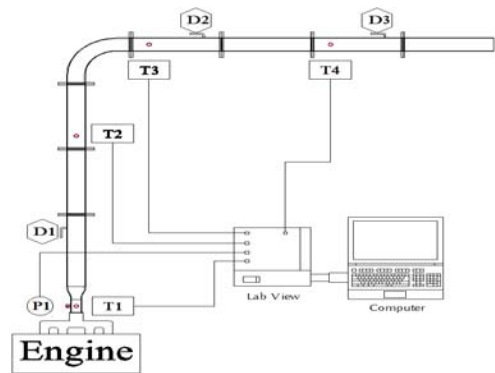 D2
D3
T3
T4
T2
D1
P1
T1
Lab View
Computer
Engine